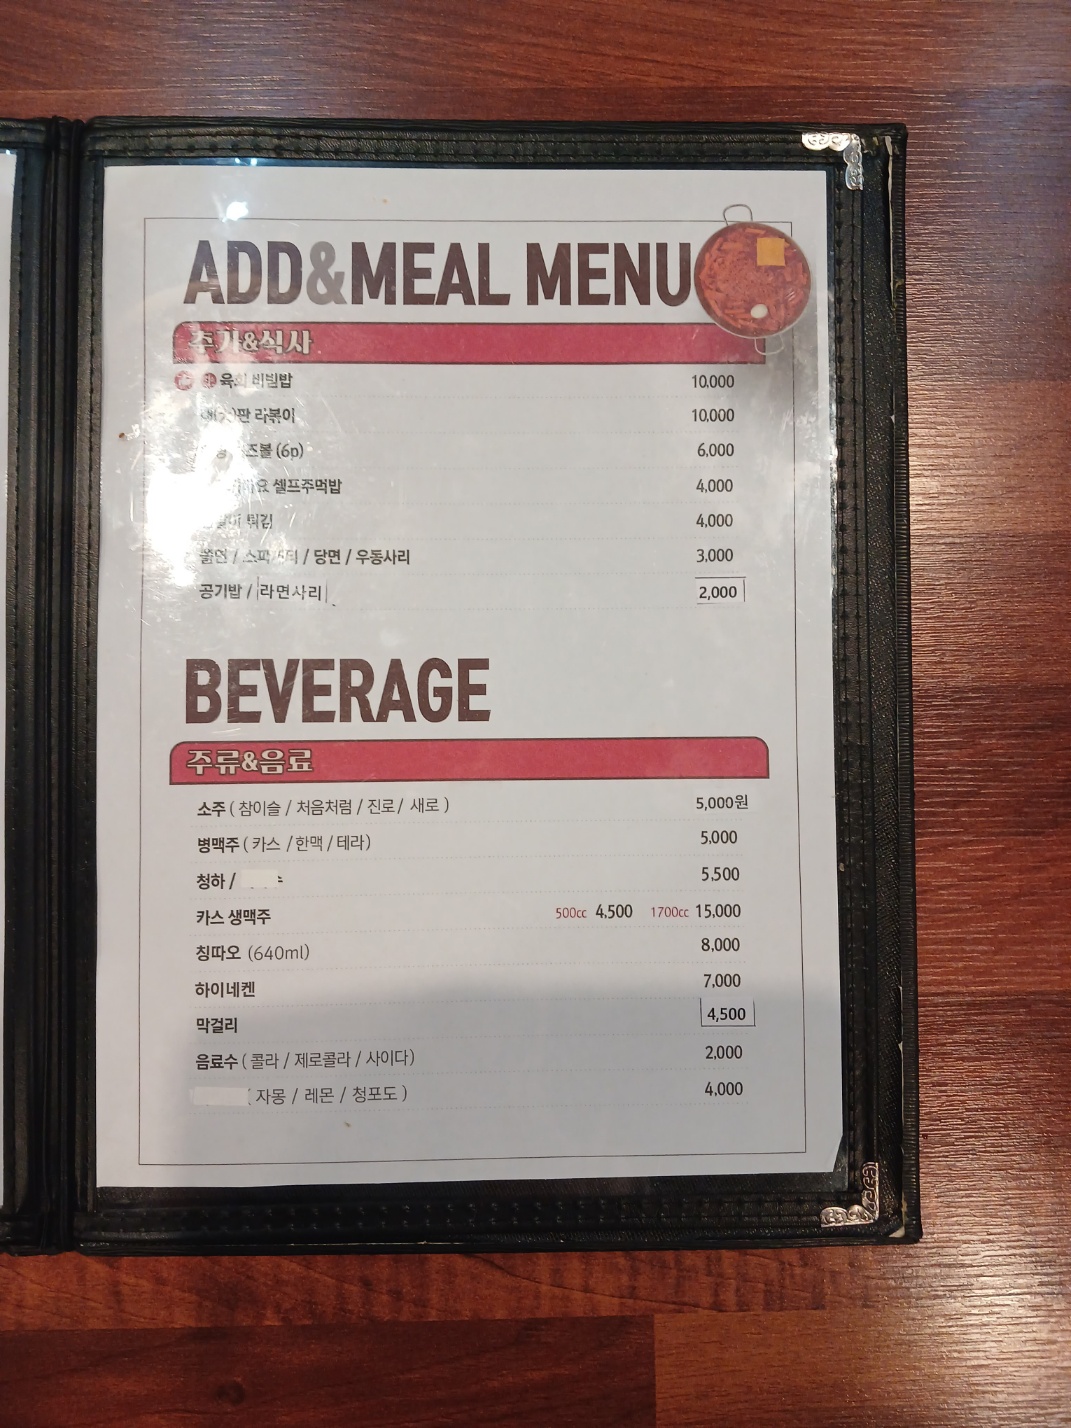 ADD&MEAL MENU
추가&식사
육회 비빔밥 10,000
라볶이 10,000
(6p) 6,000
셀프주먹밥 4,000
튀김 4,000
/ 당면 / 우동사리 3,000
공기밥 / 라면사리 2,000
BEVERAGE
주류&음료
소주 ( 참이슬 / 처음처럼 / 진로 / 새로 ) 5,000원
병맥주 ( 카스 / 한맥 / 테라) 5,000
청하 / 5,500
카스 생맥주 500cc 4,500 1700cc 15,000
칭따오 (640ml) 8,000
하이네켄 7,000
막걸리 4,500
음료수 ( 콜라 / 제로콜라 / 사이다) 2,000
( 자몽 / 레몬 / 청포도 ) 4,000